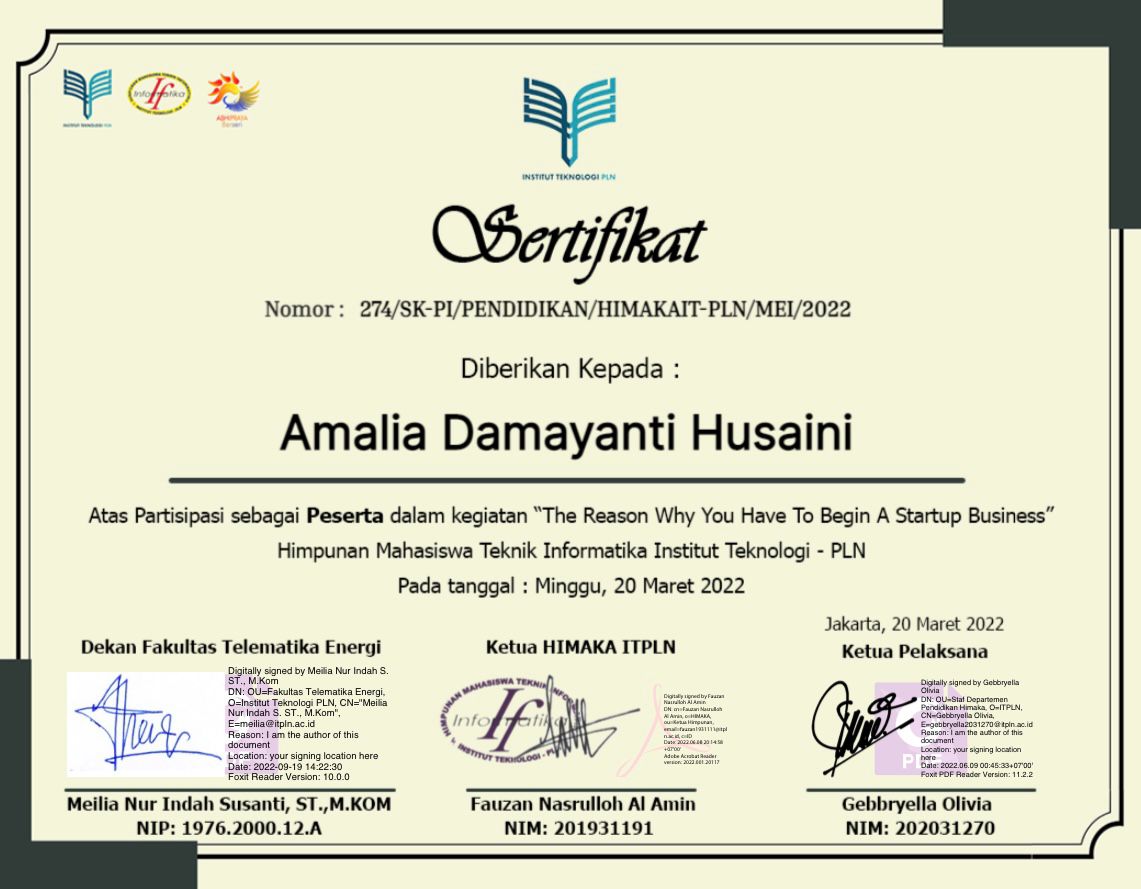 INSTITUT TEKNOLOGI PLN
Informatika
ABHIPRAYA
Berseri
INSTITUT TEKNOLOGI PLN
Sertifikat
Nomor : 274/SK-PI/PENDIDIKAN/HIMAKAIT-PLN/MEI/2022
Diberikan Kepada :
Amalia Damayanti Husaini
Atas Partisipasi sebagai Peserta dalam kegiatan “The Reason Why You Have To Begin A Startup Business”
Himpunan Mahasiswa Teknik Informatika Institut Teknologi - PLN
Pada tanggal : Minggu, 20 Maret 2022
Jakarta, 20 Maret 2022
Dekan Fakultas Telematika Energi
Digitally signed by Meilia Nur Indah S.
ST., M.Kom
DN: OU=Fakultas Telematika Energi,
O=Institut Teknologi PLN, CN="Meilia
Nur Indah S. ST., M.Kom",
E=meilia@itpln.ac.id
Reason: I am the author of this
document
Location: your signing location here
Date: 2022-09-19 14:22:30
Foxit Reader Version: 10.0.0
Meilia Nur Indah Susanti, ST.,M.KOM
NIP: 1976.2000.12.A
Ketua HIMAKA ITPLN
HIMPUNAN MAHASISWA TEKNIK INFORMATIKA
Informatika
INSTITUT TEKNOLOGI - PLN
Digitally signed by Fauzan
Nasrulloh Al Amin
DN: cn=Fauzan Nasrulloh
Al Amin, o=HIMAKA,
ou=Ketua Himpunan,
email=fauzan1931111@itpl
n.ac.id, c=ID
Date: 2022.06.08 20:14:58
+07'00'
Adobe Acrobat Reader
version: 2022.001.20117
Fauzan Nasrulloh Al Amin
NIM: 201931191
Ketua Pelaksana
Digitally signed by Gebbryella
Olivia
DN: OU=Staf Departemen
Pendidikan Himaka, O=ITPLN,
CN=Gebbryella Olivia,
E=gebbryella2031270@itpln.ac.id
Reason: I am the author of this
document
Location: your signing location
here
Date: 2022.06.09 00:45:33+07'00'
Foxit PDF Reader Version: 11.2.2
Gebbryella Olivia
NIM: 202031270